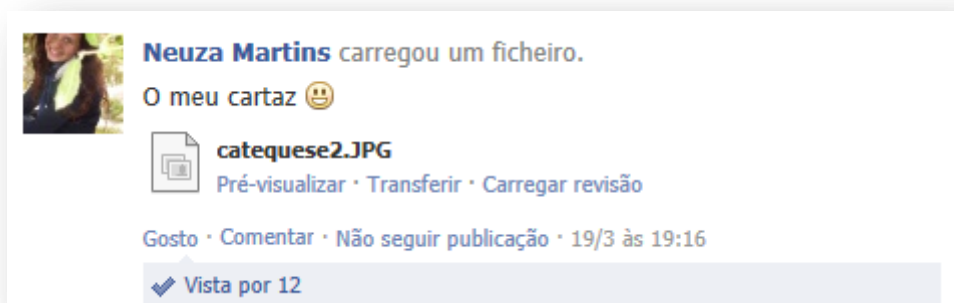 Neuza Martins carregou um ficheiro.
O meu cartaz 😃
catequese2.JPG
Pré-visualizar · Transferir · Carregar revisão
Gosto · Comentar · Não seguir publicação · 19/3 às 19:16
Vista por 12